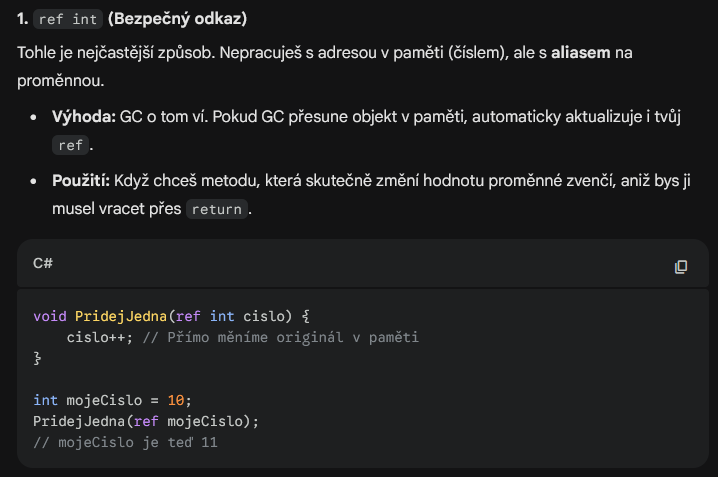 1. ref int (Bezpečný odkaz)
Tohle je nejčastější způsob. Nepracuješ s adresou v paměti (číslem), ale s aliasem na
proměnnou.
• Výhoda: GC o tom ví. Pokud GC přesune objekt v paměti, automaticky aktualizuje i tvůj
ref.
• Použití: Když chceš metodu, která skutečně změní hodnotu proměnné zvenčí, aniž bys ji
musel vracet přes return.
C#
void PridejJedna(ref int cislo) {
    cislo++; // Přímo měníme originál v paměti
}

int mojeCislo = 10;
PridejJedna(ref mojeCislo);
// mojeCislo je teď 11